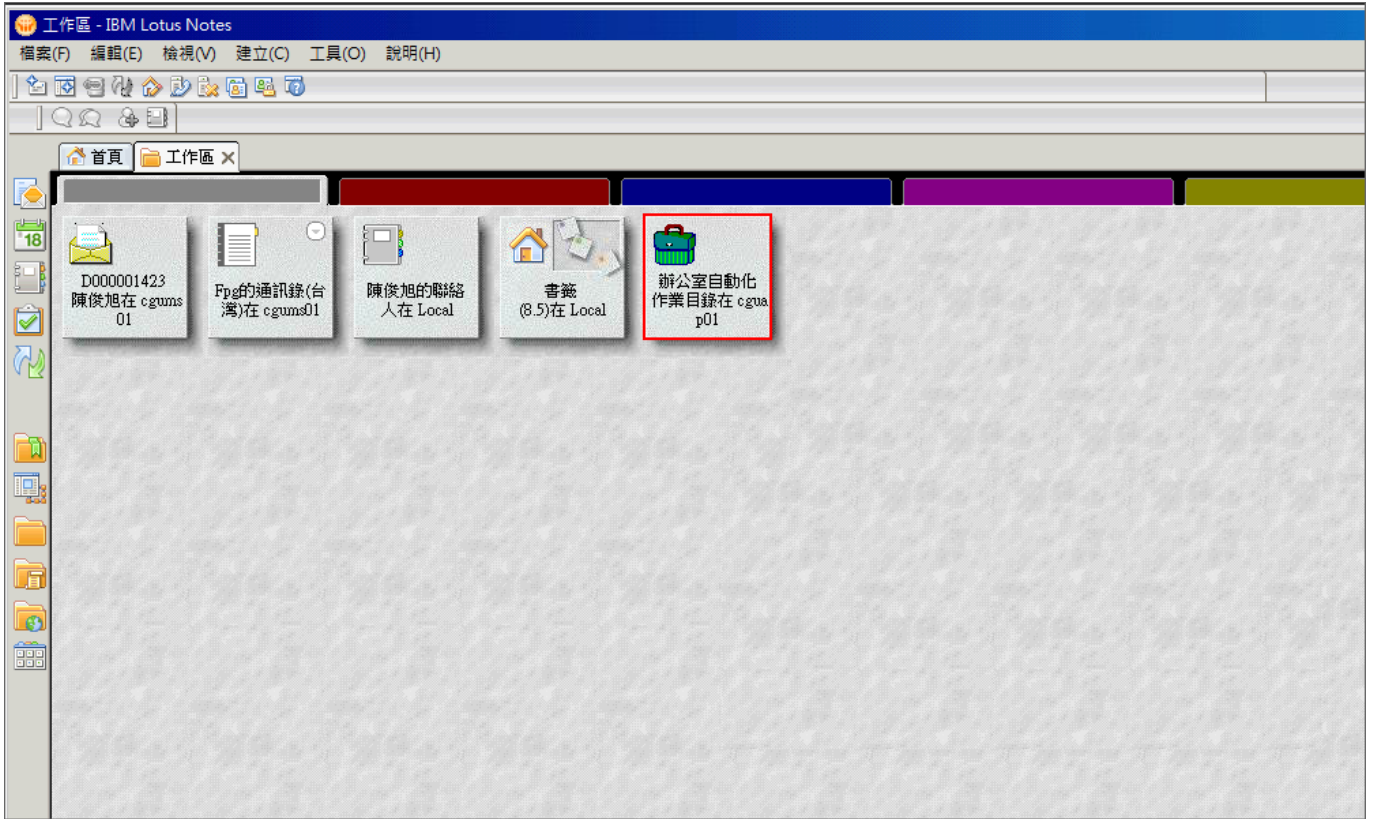 工作區 - IBM Lotus Notes
檔案(F) 編輯(E) 檢視(V) 建立(C) 工具(O) 說明(H)
首頁 工作區
18
D000001423
陳俊旭在 cgums
01
Fpg的通訊錄(台
灣)在 cgums01
陳俊旭的聯絡
人在 Local
書籤
(8.5)在 Local
辦公室自動化
作業目錄在 cgua
p01